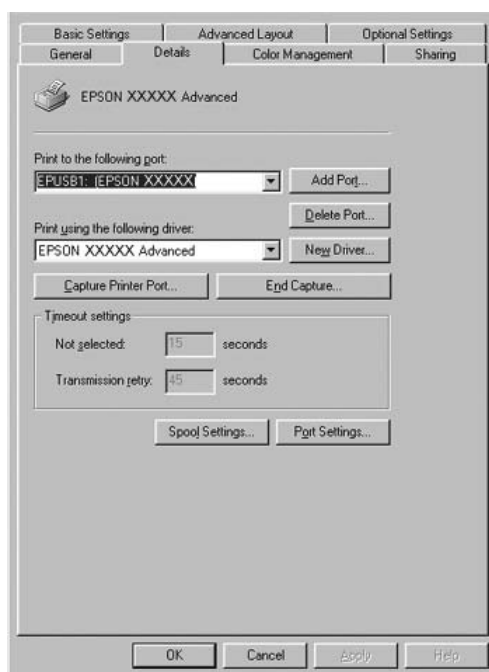 Basic Settings Advanced Layout Optional Settings
General Details Color Management Sharing
EPSON XXXXX Advanced
Print to the following port:
EPUSB1: (EPSON XXXXX
Add Port...
Delete Port...
Print using the following driver:
EPSON XXXXX Advanced
New Driver...
Capture Printer Port... End Capture...
Timeout settings
Not selected: 15 seconds
Transmission retry: 45 seconds
Spool Settings... Port Settings...
OK Cancel Apply Help